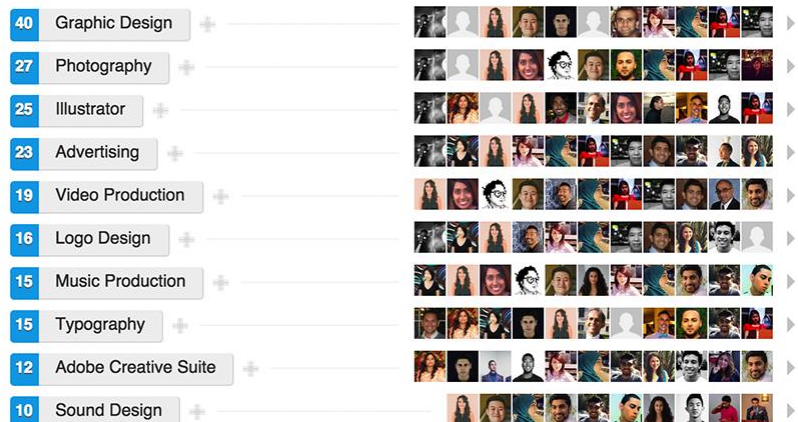 40 Graphic Design
27 Photography
25 Illustrator
23 Advertising
19 Video Production
16 Logo Design
15 Music Production
15 Typography
12 Adobe Creative Suite
10 Sound Design